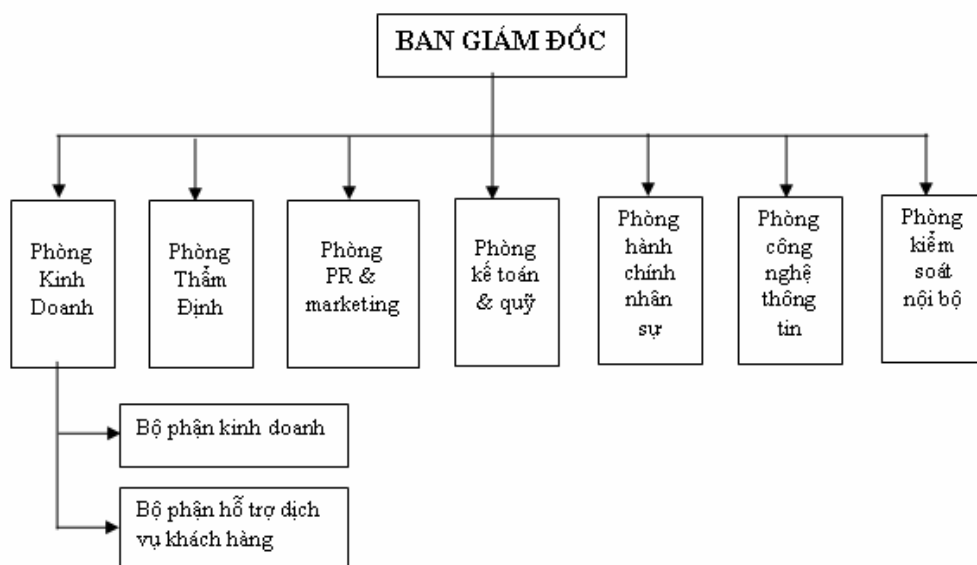 BAN GIÁM ĐỐC
Phòng
Kinh
Doanh
Phòng
Thẩm
Định
Phòng
PR &
marketing
Phòng
kế toán
& quỹ
Phòng
hành
chính
nhân
sự
Phòng
công
nghệ
thông
tin
Phòng
kiểm
soát
nội bộ
Bộ phận kinh doanh
Bộ phận hỗ trợ dịch
vụ khách hàng